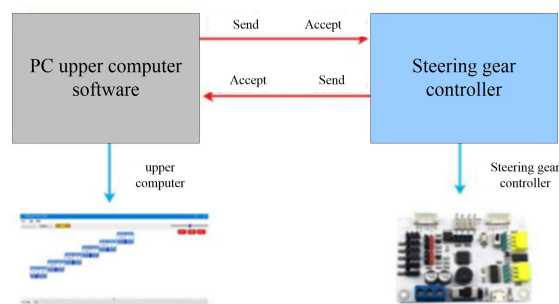 Send Accept
PC upper computer
software
Steering gear
controller
Accept Send
upper
computer
Steering gear
controller